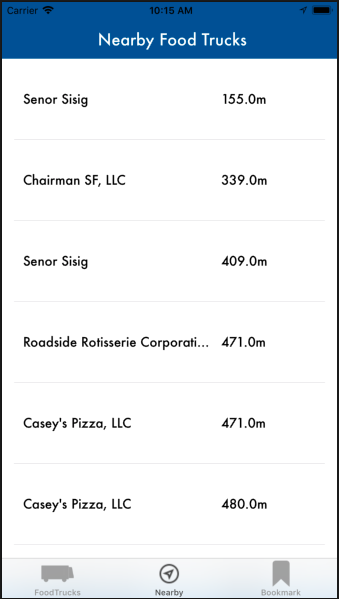 Carrier 10:15 AM
Nearby Food Trucks
Senor Sisig 155.0m
Chairman SF, LLC 339.0m
Senor Sisig 409.0m
Roadside Rotisserie Corporati... 471.0m
Casey's Pizza, LLC 471.0m
Casey's Pizza, LLC 480.0m
FoodTrucks Nearby Bookmark